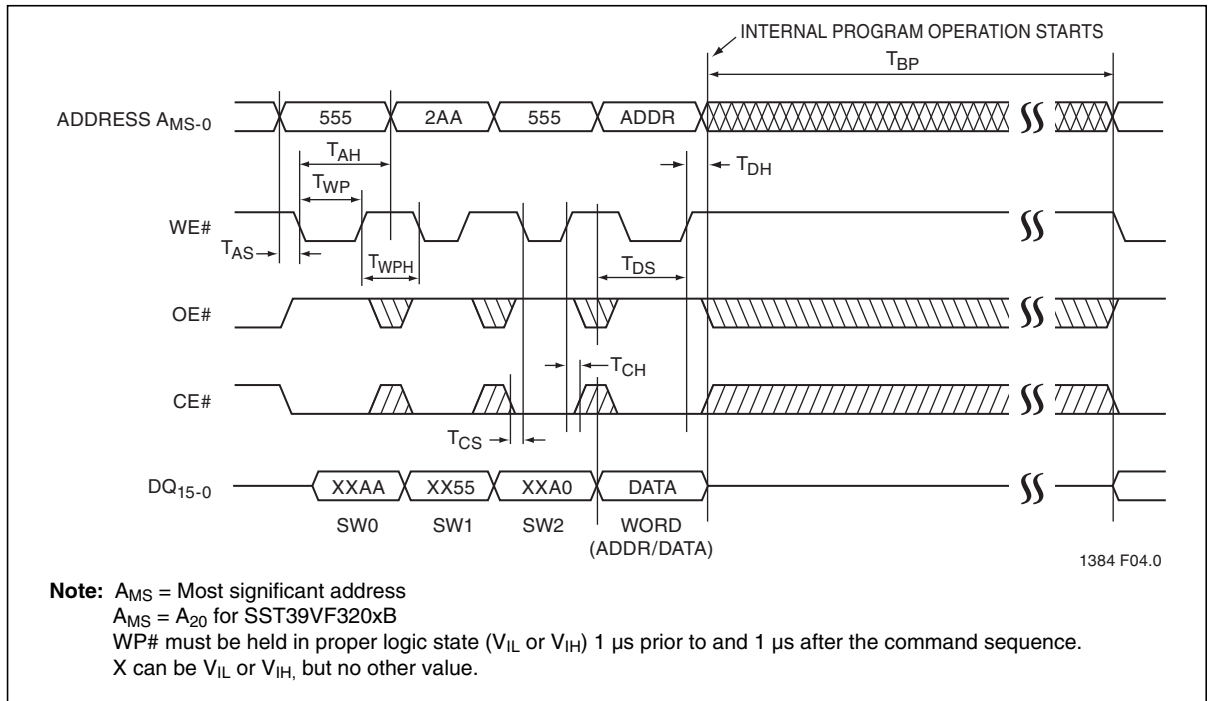 INTERNAL PROGRAM OPERATION STARTS
TBP
ADDRESS AMS-0
555
2AA
555
ADDR
TAH
TDH
TWP
WE#
TAS
TWPH
TDS
OE#
TCH
CE#
TCS
DQ15-0
XXAA
XX55
XXA0
DATA
SW0
SW1
SW2
WORD
(ADDR/DATA)
1384 F04.0
Note: AMS = Most significant address
AMS = A20 for SST39VF320xB
WP# must be held in proper logic state (VIL or VIH) 1 µs prior to and 1 µs after the command sequence.
X can be VIL or VIH, but no other value.